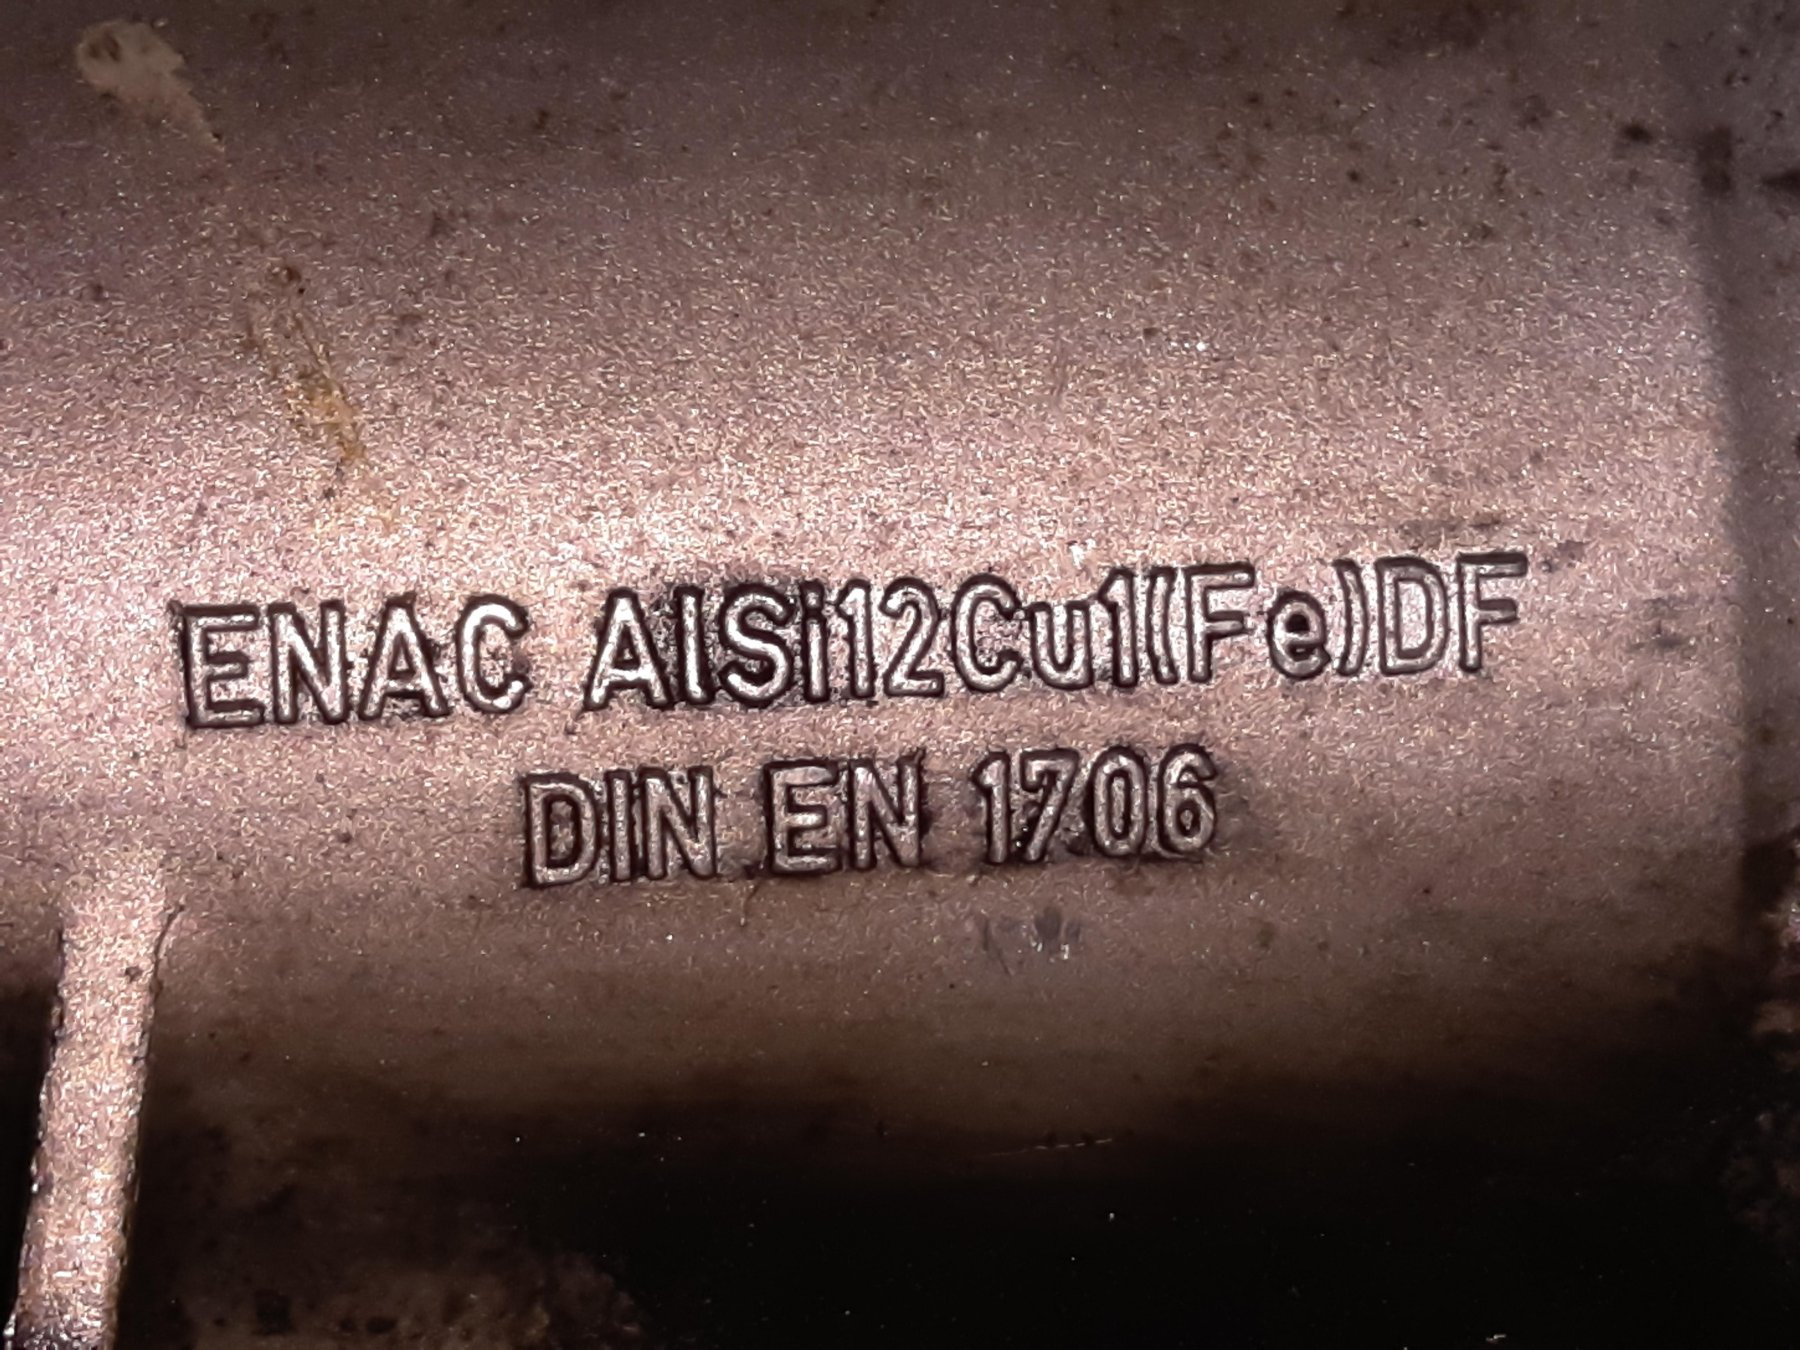 ENAC AlSi12Cu1(Fe)DF
DIN EN 1706